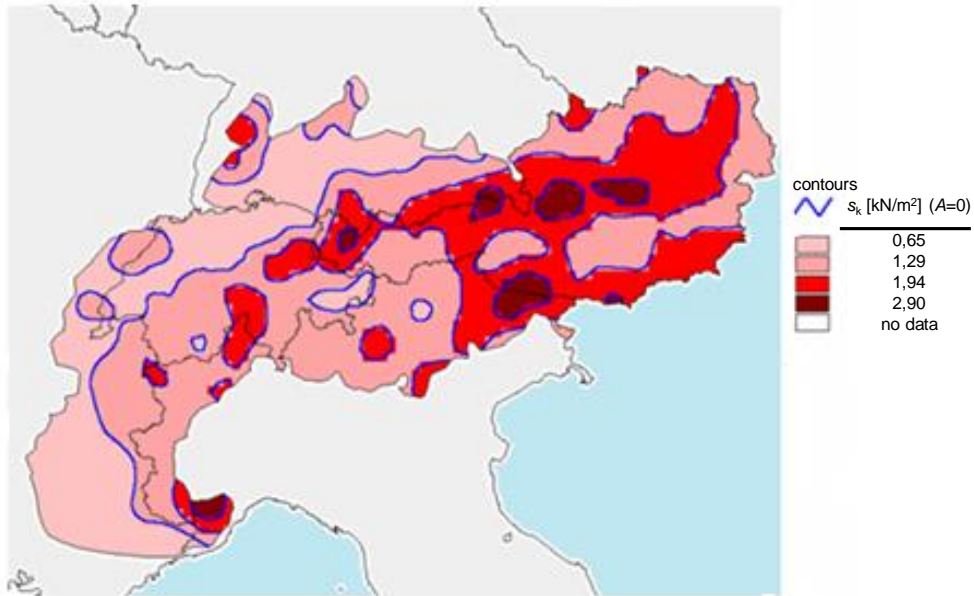 contours
sk [kN/m²] (A=0)
0,65
1,29
1,94
2,90
no data